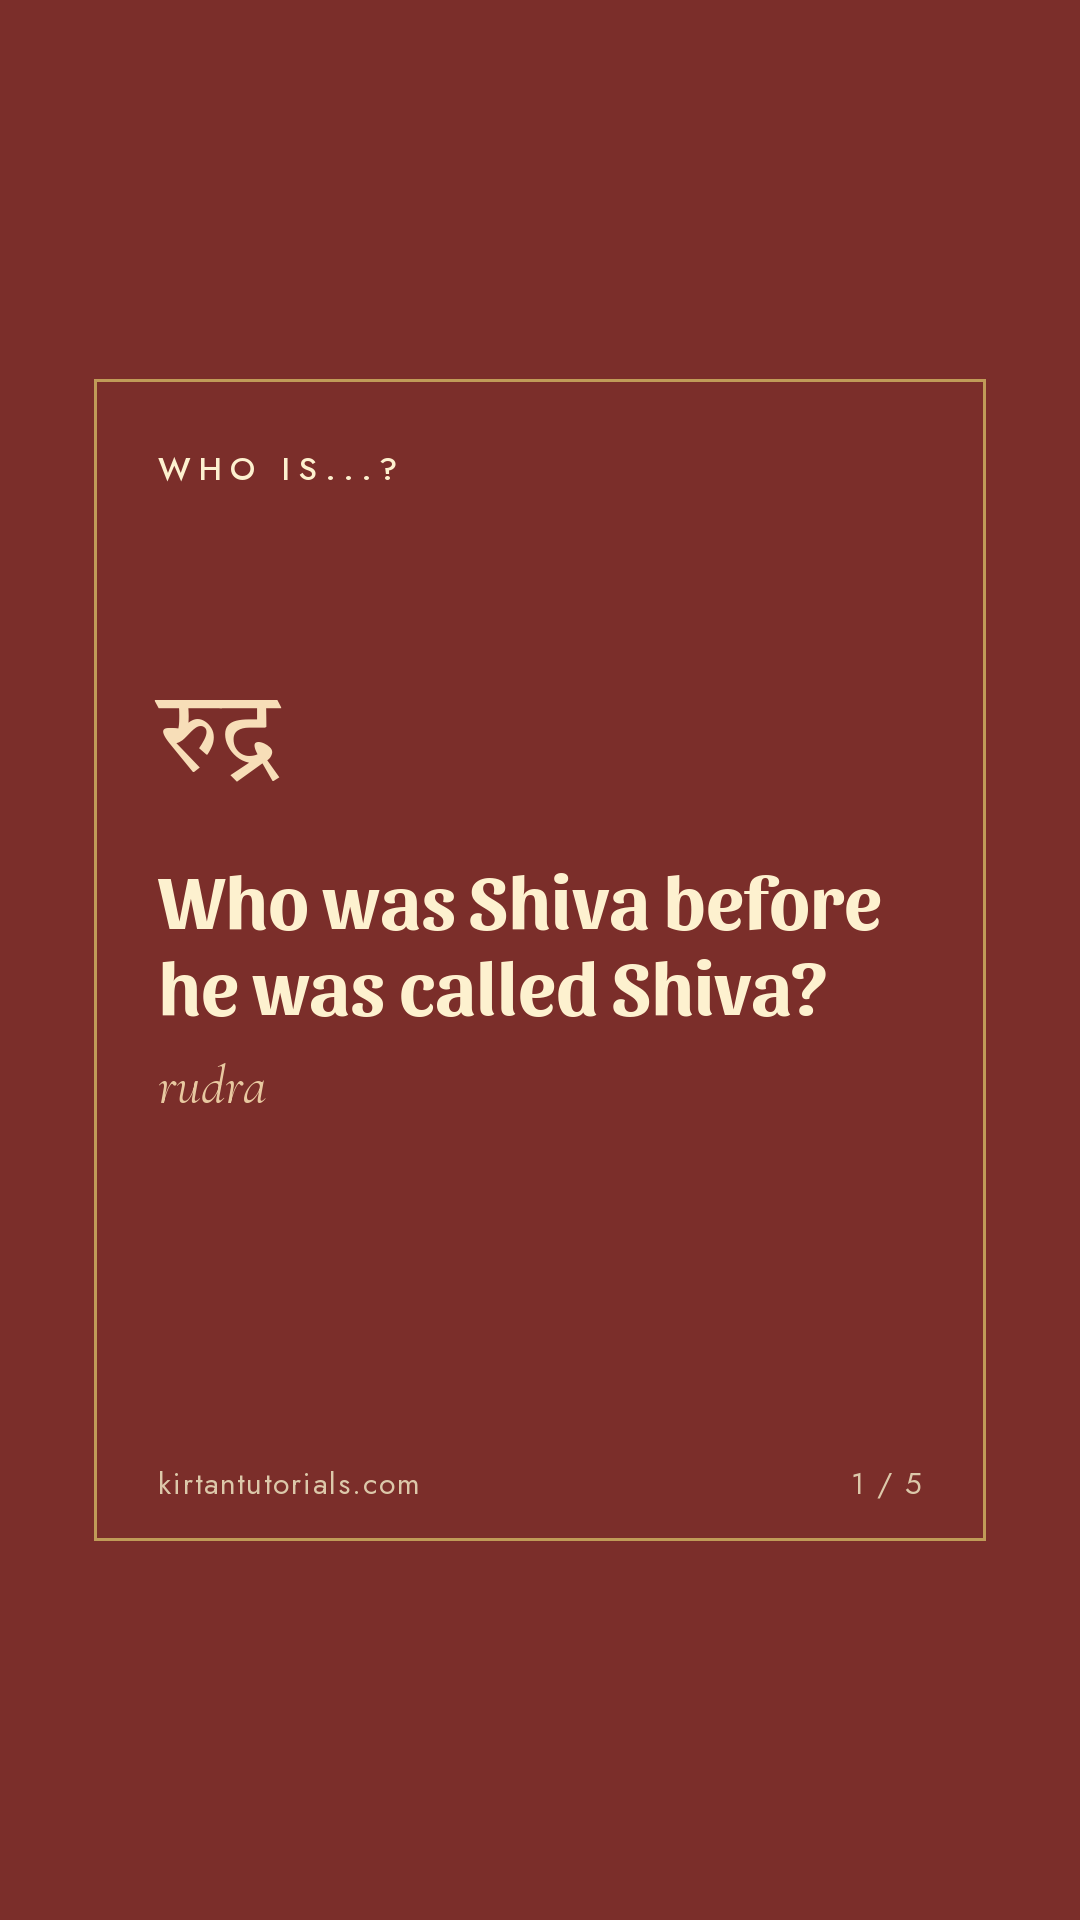 WHO IS...?
रुद्र
Who was Shiva before
he was called Shiva?
rudra
kirtantutorials.com
1 / 5